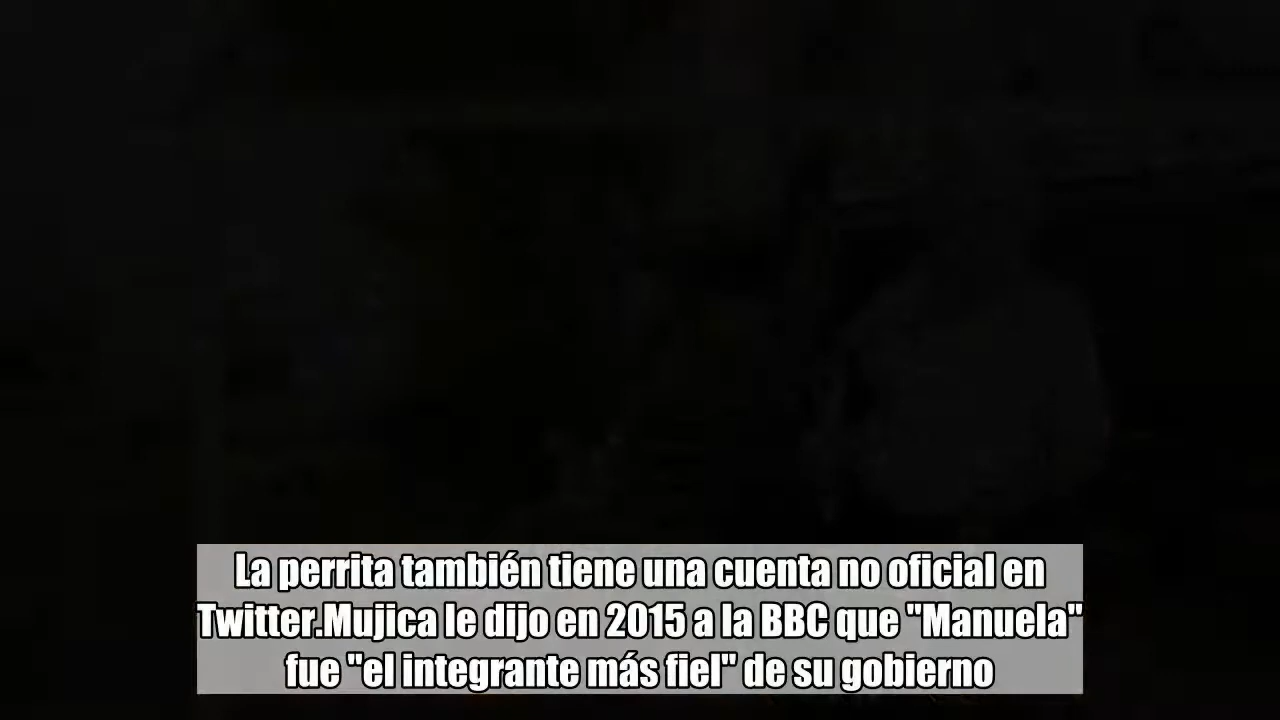 La perrita también tiene una cuenta no oficial en
Twitter.Mujica le dijo en 2015 a la BBC que "Manuela"
fue "el integrante más fiel" de su gobierno